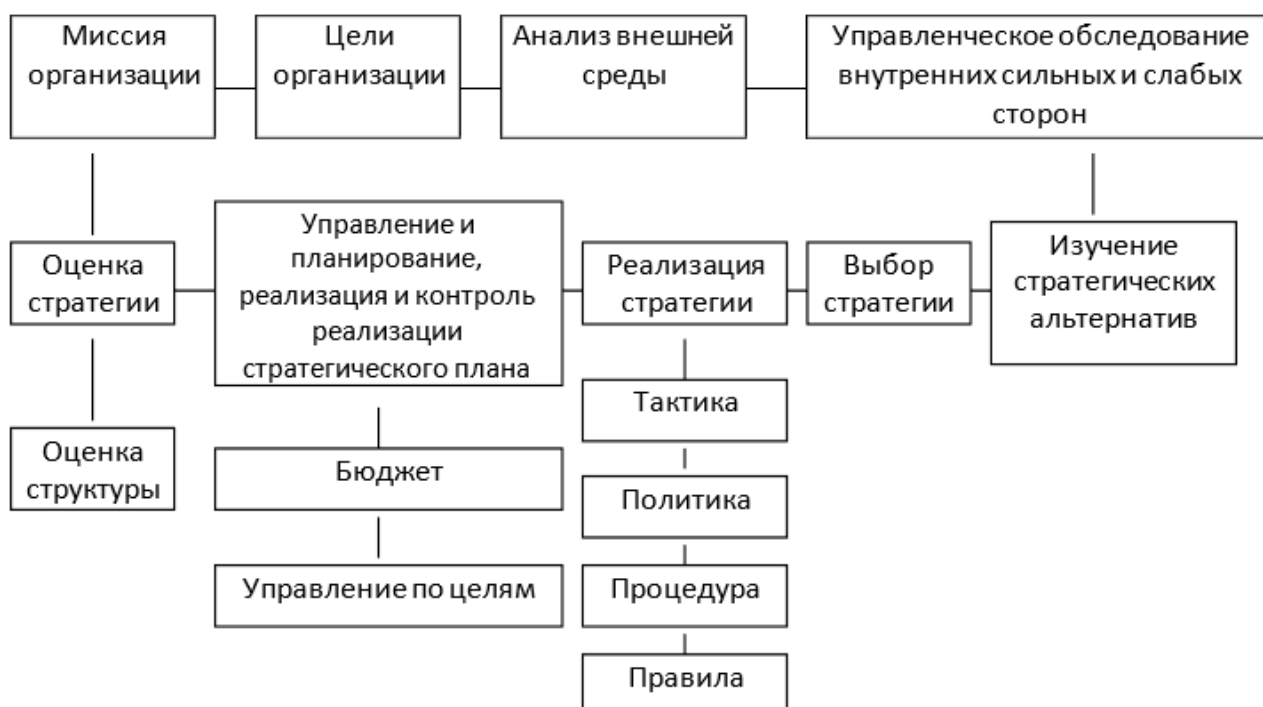 Миссия
организации
Цели
организации
Анализ внешней
среды
Управленческое обследование
внутренних сильных и слабых
сторон
Оценка
стратегии
Управление и
планирование,
реализация и контроль
реализации
стратегического плана
Реализация
стратегии
Выбор
стратегии
Изучение
стратегических
альтернатив
Оценка
структуры
Бюджет
Управление по целям
Тактика
Политика
Процедура
Правила